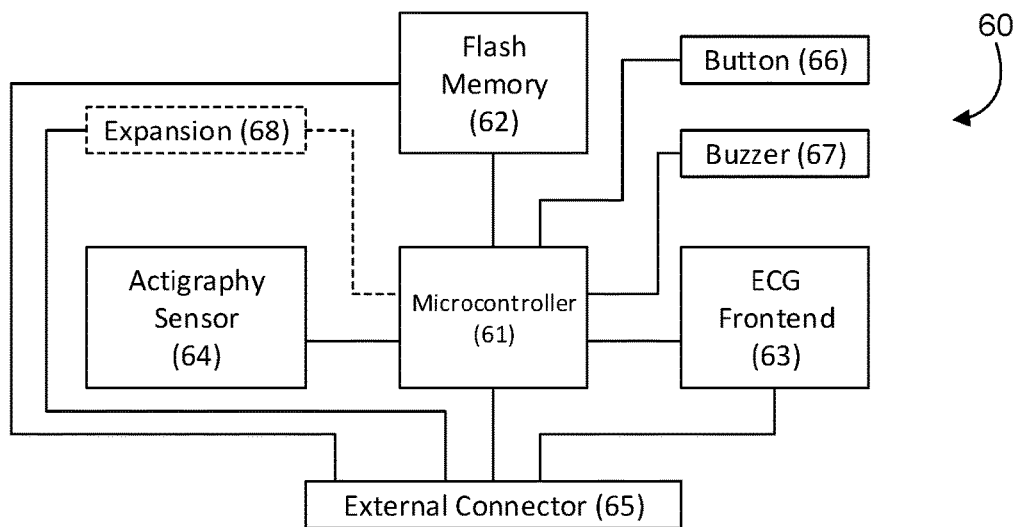 60
Flash
Memory
(62)
Button (66)
Expansion (68)
Buzzer (67)
Actigraphy
Sensor
(64)
Microcontroller
(61)
ECG
Frontend
(63)
External Connector (65)